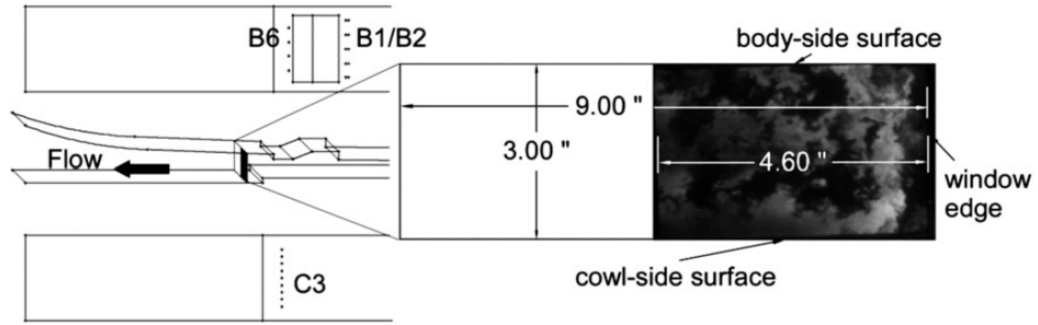 B6
B1/B2
body-side surface
9.00 "
3.00 "
Flow
4.60 "
window
edge
cowl-side surface
C3